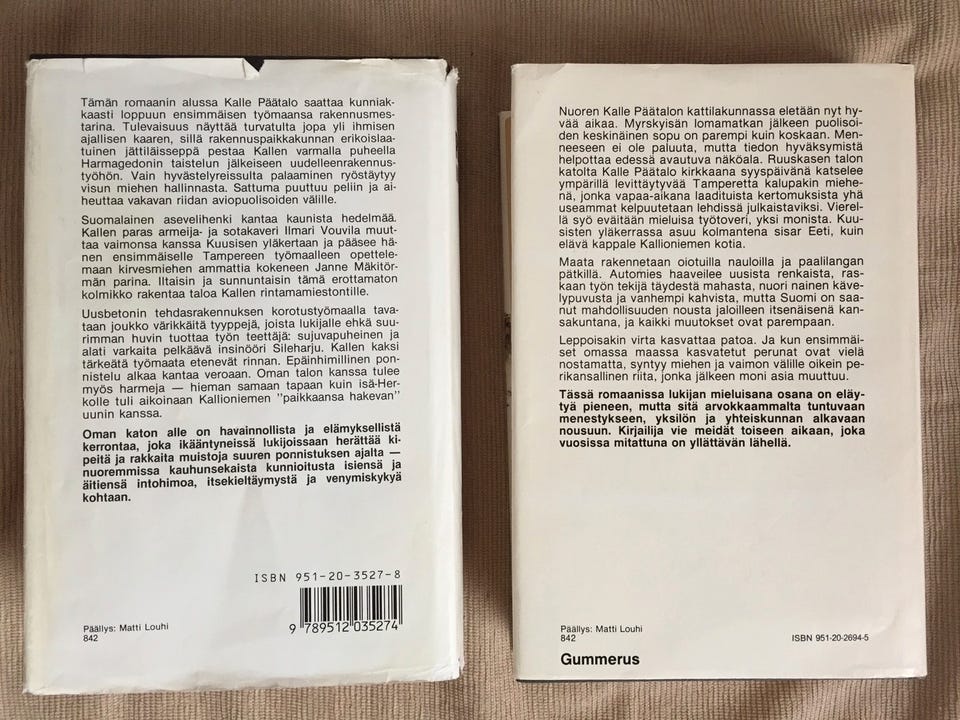 Tämän romaanin alussa Kalle Päätalo saattaa kunniak-
kaasti loppuun ensimmäisen työmaansa rakennusmes-
tarina. Tulevaisuus näyttää turvatulta jopa yli ihmisen
ajallisen kaaren, sillä rakennuspaikkakunnan erikoislaa-
tuinen jättiläisseppä pestaa Kallen varmalla puheella
Harmagedonin taistelun jälkeiseen uudelleenrakennus-
työhön. Vain hyvästelyreissulta palaaminen ryöstäytyy
visun miehen hallinnasta. Sattuma puuttuu peliin ja ai-
heuttaa vakavan riidan aviopuolisoiden välille.
Suomalainen asevelihenki kantaa kaunista hedelmää.
Kallen paras armeija- ja sotakaveri Ilmari Vouvila muut-
taa vaimonsa kanssa Kuusisen yläkertaan ja pääsee hä-
nen ensimmäiselle Tampereen työmaalleen opettele-
maan kirvesmiehen ammattia kokeneen Janne Mäkitör-
män parina. Iltaisin ja sunnuntaisin tämä erottamaton
kolmikko rakentaa taloa Kallen rintamamiestontille.
Uusbetonin tehdasrakennuksen korotustyömaalla tava-
taan joukko värikkäitä tyyppejä, joista lukijalle ehkä suu-
rimman huvin tuottaa työn teettäjä: sujuvapuheinen ja
alati varkaita pelkäävä insinööri Sileharju. Kallen kaksi
tärkeätä työmaata etenevät rinnan. Epäinhimillinen pon-
nistelu alkaa kantaa veroaan. Oman talon kanssa tulee
myös harmeja — hieman samaan tapaan kuin isä-Her-
kolle tuli aikoinaan Kallioniemen "paikkaansa hakevan"
uunin kanssa.
Oman katon alle on havainnollista ja elämyksellistä
kerrontaa, joka ikääntyneissä lukijoissaan herättää ki-
peitä ja rakkaita muistoja suuren ponnistuksen ajalta —
nuoremmissa kauhunsekaista kunnioitusta isiensä ja
äitiensä intohimoa, itsekieltäymystä ja venymiskykyä
kohtaan.
ISBN 951-20-3527-8
9 789512 035274
Päällys: Matti Louhi
842
Nuoren Kalle Päätalon kattilakunnassa eletään nyt hy-
vää aikaa. Myrskyisän lomamatkan jälkeen puolisoi-
den keskinäinen sopu on parempi kuin koskaan. Men-
neeseen ei ole paluuta, mutta tiedon hyväksymistä
helpottaa edessä avautuva näköala. Ruuskasen talon
katolta Kalle Päätalo kirkkaana syyspäivänä katselee
ympärillä levittäytyvää Tamperetta kalupakin miehe-
nä, jonka vapaa-aikana laadituista kertomuksista yhä
useammat kelpuutetaan lehdissä julkaistaviksi. Vierel-
lä syö eväitään mieluisa työtoveri, yksi monista. Kuu-
sisten yläkerrassa asuu kolmantena sisar Eeti, kuin
elävä kappale Kallioniemen kotia.
Maata rakennetaan oiotuilla nauloilla ja paalilangan
pätkillä. Automies haaveilee uusista renkaista, ras-
kaan työn tekijä täydestä mahasta, nuori nainen käve-
lypuvusta ja vanhempi kahvista, mutta Suomi on saa-
nut mahdollisuuden nousta jaloilleen itsenäisenä kan-
sakuntana, ja kaikki muutokset ovat parempaan.
Leppoisakin virta kasvattaa patoa. Ja kun ensimmäi-
set omassa maassa kasvatetut perunat ovat vielä
nostamatta, syntyy miehen ja vaimon välille oikein pe-
rikansallinen riita, jonka jälkeen moni asia muuttuu.
Tässä romaanissa lukijan mieluisana osana on eläy-
tyä pieneen, mutta sitä arvokkaammalta tuntuvaan
menestykseen, yksilön ja yhteiskunnan alkavaan
nousuun. Kirjailija vie meidät toiseen aikaan, joka
vuosissa mitattuna on yllättävän lähellä.
Päällys: Matti Louhi
842
ISBN 951-20-2694-5
Gummerus